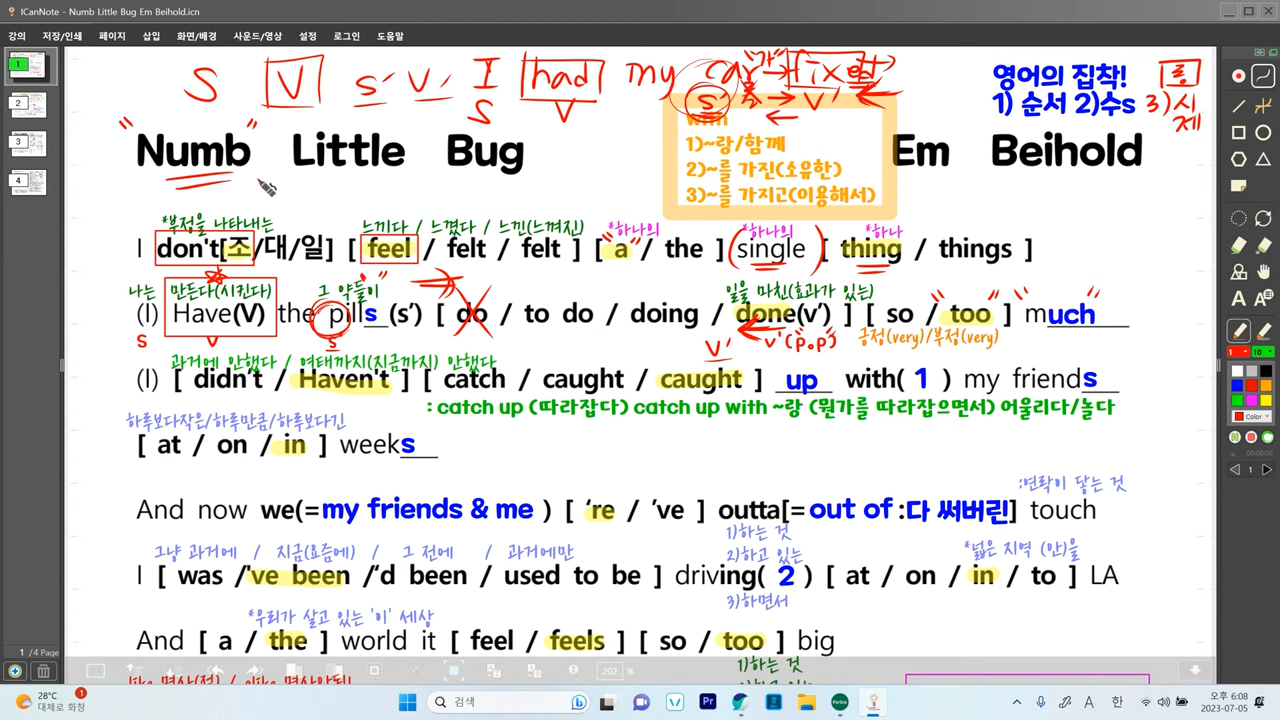 ICanNote - Numb Little Bug Em Beihold.icn
강의 저장/인쇄 페이지 삽입 화면/배경 사운드/영상 설정 로그인 도움말
S V s' V' I had my car fixed
"가"
S V s' V'
영어의 집착!
1) 순서 2)수s 3)시제
with
1)~랑/함께
2)~를 가진(소유한)
3)~를 가지고(이용해서)
"Numb" Little Bug Em Beihold
*부정을 나타내는 느끼다 / 느꼈다 / 느낀(느껴진) *하나의 *하나의 *하나
I don't[조/대/일] [ feel / felt / felt ] [ "a" / the ] (single) [ thing / things ]
나는 만든다(시킨다) 그 약들이 일을 마친(효과가 있는)
(I) Have(V) the pills (s') [ do / to do / doing / done(v') ] [ so / "too" ] "much"
S V s v'(p.p) 긍정(very)/부정(very)
V'
과거에 안했다 / 여태까지(지금까지) 안했다
(I) [ didn't / Haven't ] [ catch / caught / caught ] up with( 1 ) my friends
: catch up (따라잡다) catch up with ~랑 (뭔가를 따라잡으면서) 어울리다/놀다
하루보다작은/하루만큼/하루보다긴
[ at / on / in ] weeks
:연락이 닿는 것
And now we(=my friends & me ) [ 're / 've ] outta[=out of :다 써버린] touch
1)하는 것
그냥 과거에 / 지금(요즘에) / 그 전에 / 과거에만 2)하고 있는 *넓은 지역 (안)을
I [ was /'ve been /'d been / used to be ] driving( 2 ) [ at / on / in / to ] LA
3)하면서
*우리가 살고 있는 '이' 세상
And [ a / the ] world it [ feel / feels ] [ so / too ] big
1)하는 것
1 2 3 4
1 10
Color
00:08:00
1
1 /4 Page
202 %
28°C
대체로 화창
1
검색
Pr
Perbix
A 한
오후 6:08
2023-07-05